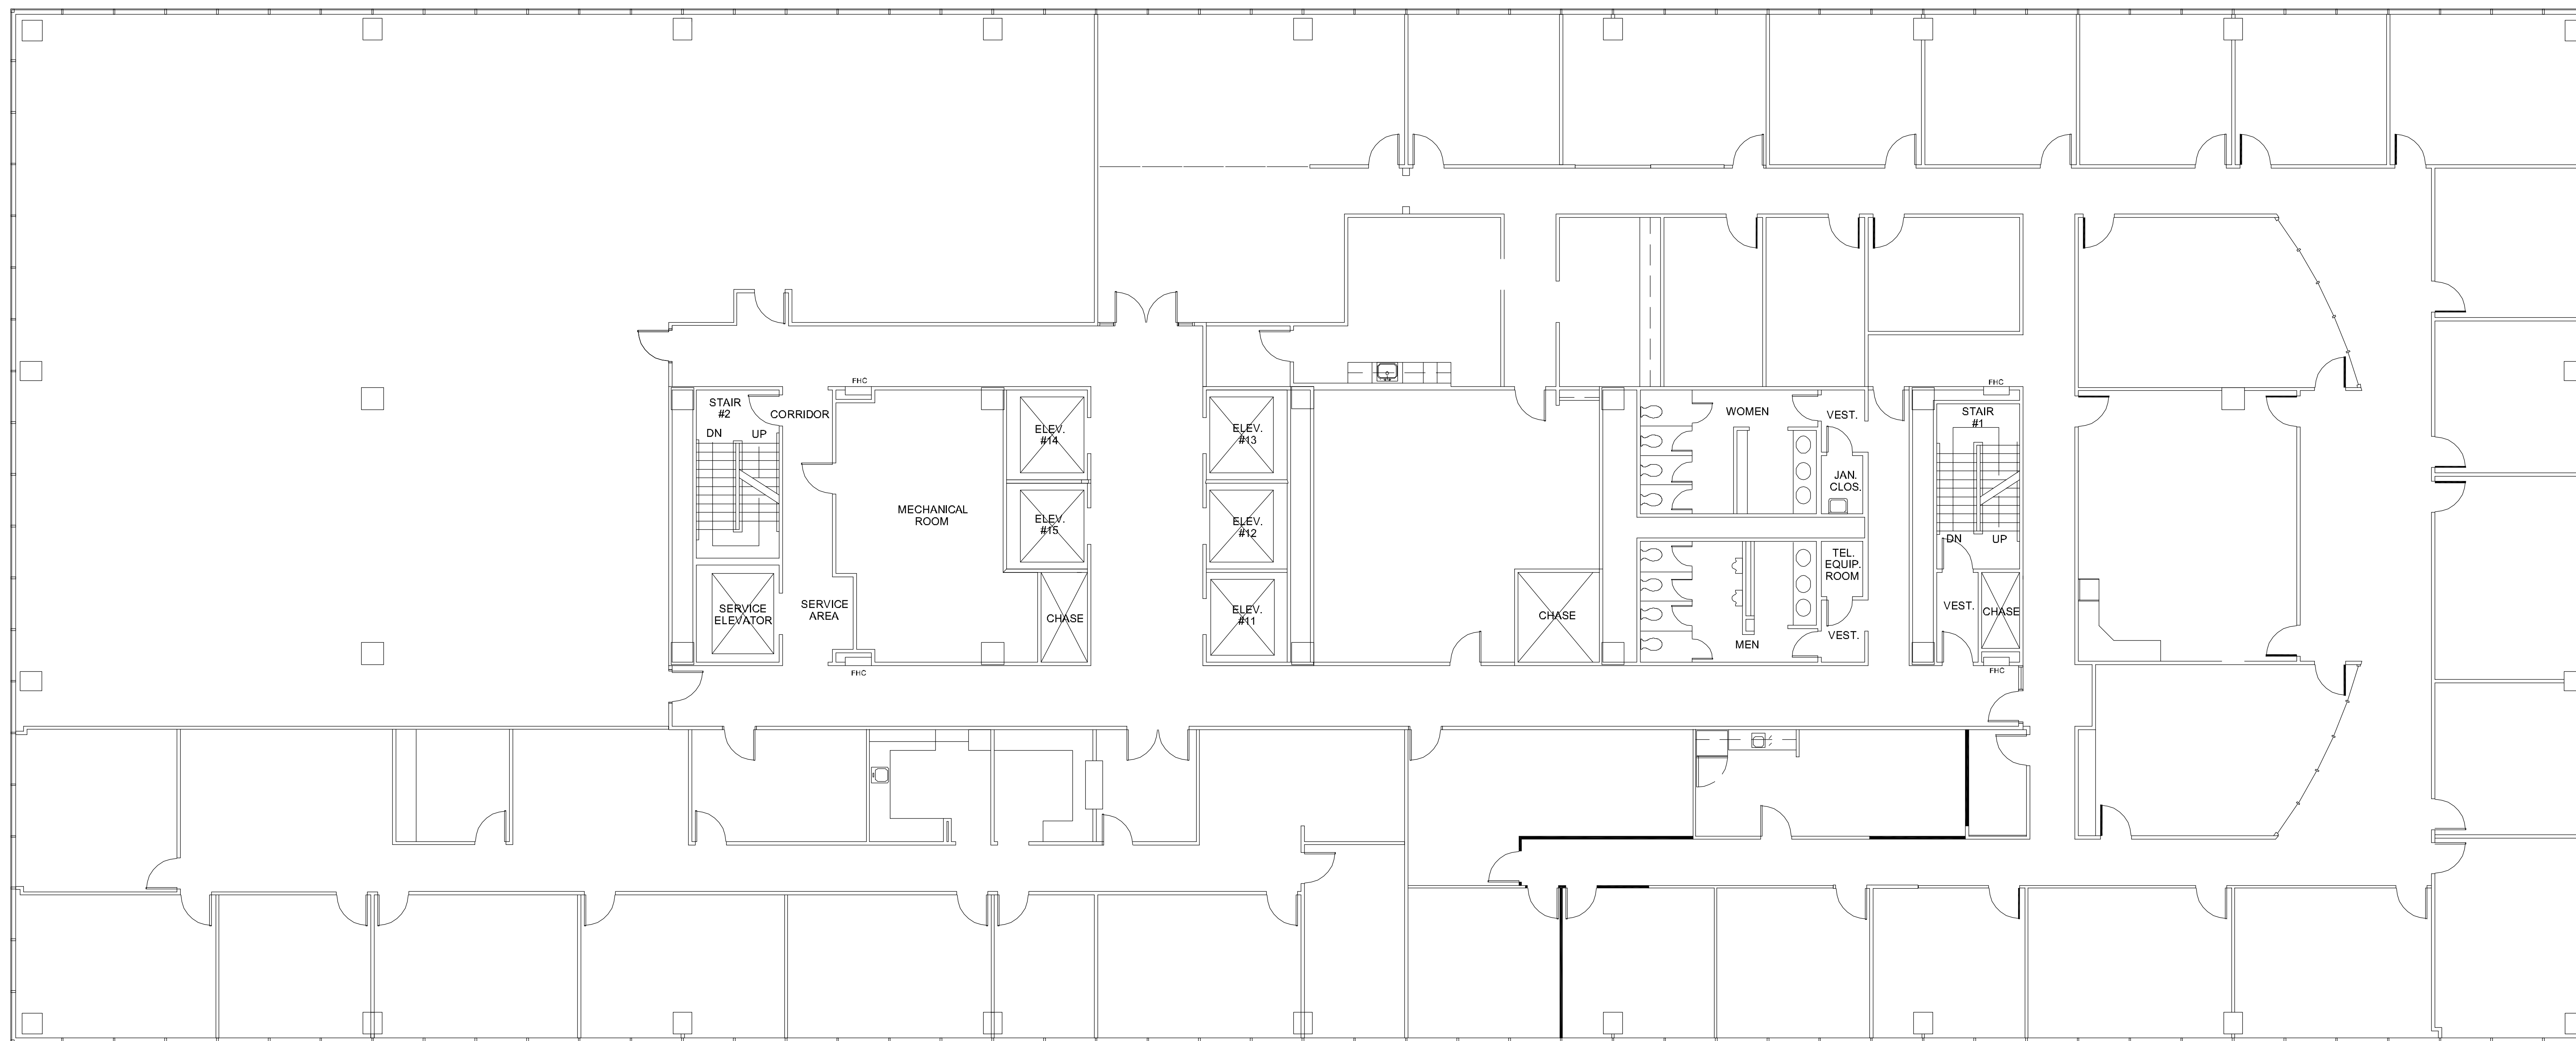 FHC
STAIR
#2
DN
UP
CORRIDOR
MECHANICAL
ROOM
ELEV.
#14
ELEV.
#15
CHASE
SERVICE
ELEVATOR
SERVICE
AREA
FHC
ELEV.
#13
ELEV.
#12
ELEV.
#11
CHASE
WOMEN
VEST.
JAN.
CLOS.
TEL.
EQUIP.
ROOM
MEN
VEST.
FHC
STAIR
#1
DN
UP
VEST.
CHASE
FHC